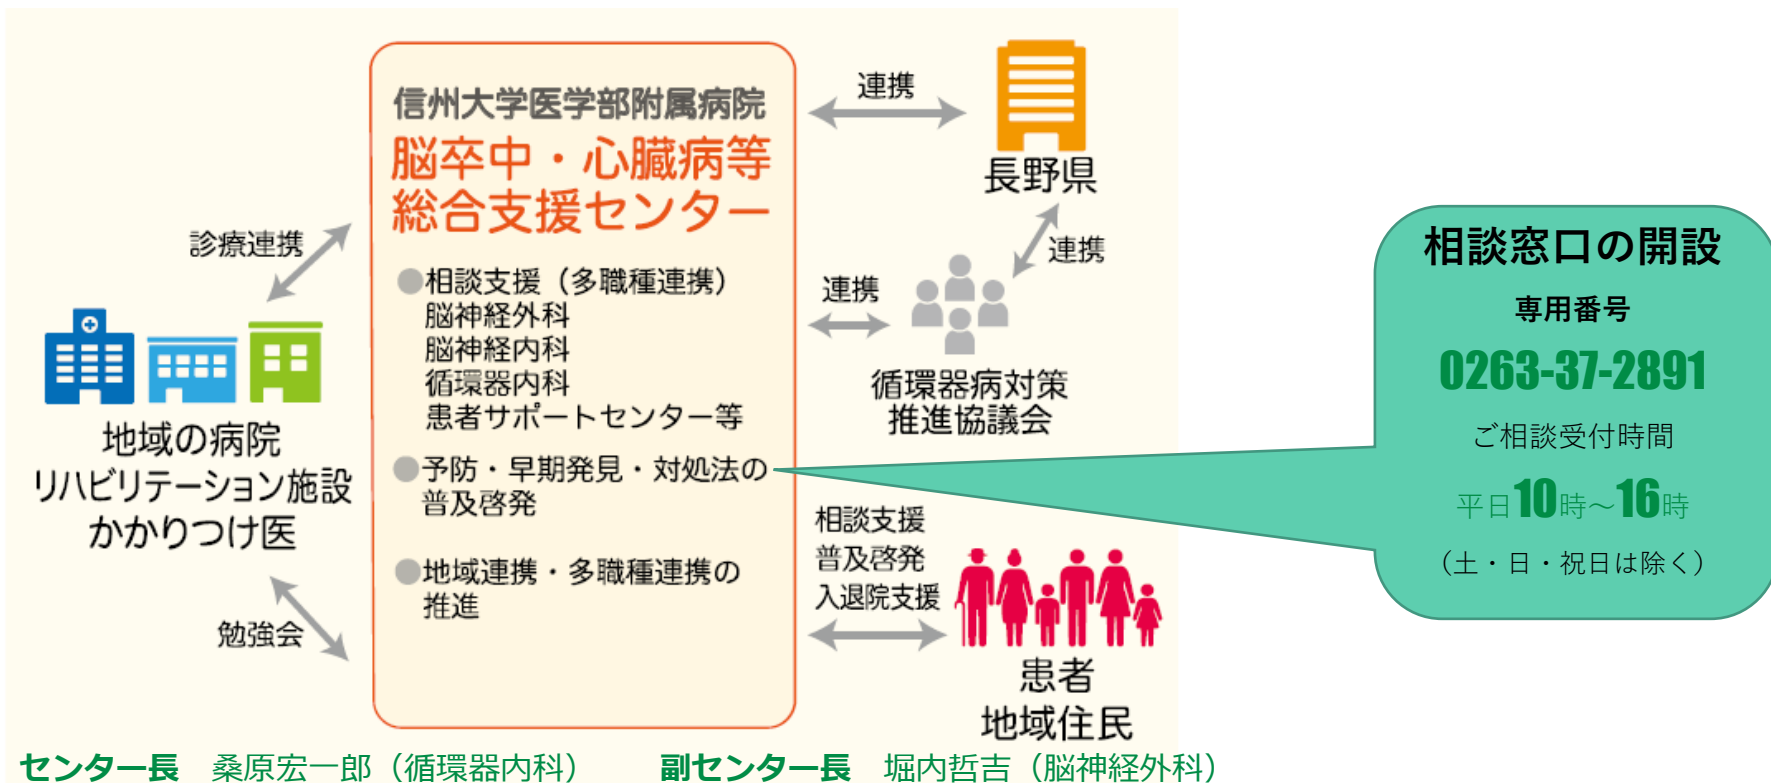 信州大学医学部附属病院
脳卒中・心臓病等
総合支援センター
●相談支援（多職種連携）
脳神経外科
脳神経内科
循環器内科
患者サポートセンター等
●予防・早期発見・対処法の
普及啓発
●地域連携・多職種連携の
推進
診療連携
地域の病院
リハビリテーション施設
かかりつけ医
勉強会
連携
長野県
連携
連携
循環器病対策
推進協議会
相談支援
普及啓発
入退院支援
患者
地域住民
相談窓口の開設
専用番号
0263-37-2891
ご相談受付時間
平日10時～16時
（土・日・祝日は除く）
センター長　桑原宏一郎（循環器内科）　　副センター長　堀内哲吉（脳神経外科）